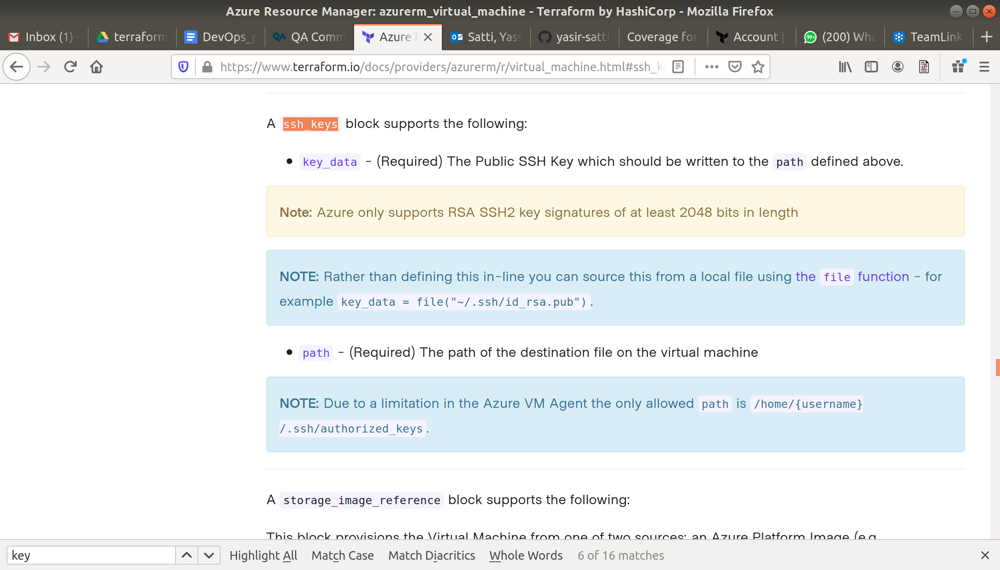 Azure Resource Manager: azurerm_virtual_machine - Terraform by HashiCorp - Mozilla Firefox
Inbox (1) - terraform DevOps_p QA Comm Azure R Satti, Yass yasir-satti Coverage for Account | (200) Wha TeamLink
https://www.terraform.io/docs/providers/azurerm/r/virtual_machine.html#ssh_ke
A ssh_keys block supports the following:
• key_data - (Required) The Public SSH Key which should be written to the path defined above.
Note: Azure only supports RSA SSH2 key signatures of at least 2048 bits in length
NOTE: Rather than defining this in-line you can source this from a local file using the file function - for
example key_data = file("~/.ssh/id_rsa.pub").
• path - (Required) The path of the destination file on the virtual machine
NOTE: Due to a limitation in the Azure VM Agent the only allowed path is /home/{username}
/.ssh/authorized_keys.
A storage_image_reference block supports the following:
This block provisions the Virtual Machine from one of two sources: an Azure Platform Image (e.g.
key Highlight All Match Case Match Diacritics Whole Words 6 of 16 matches